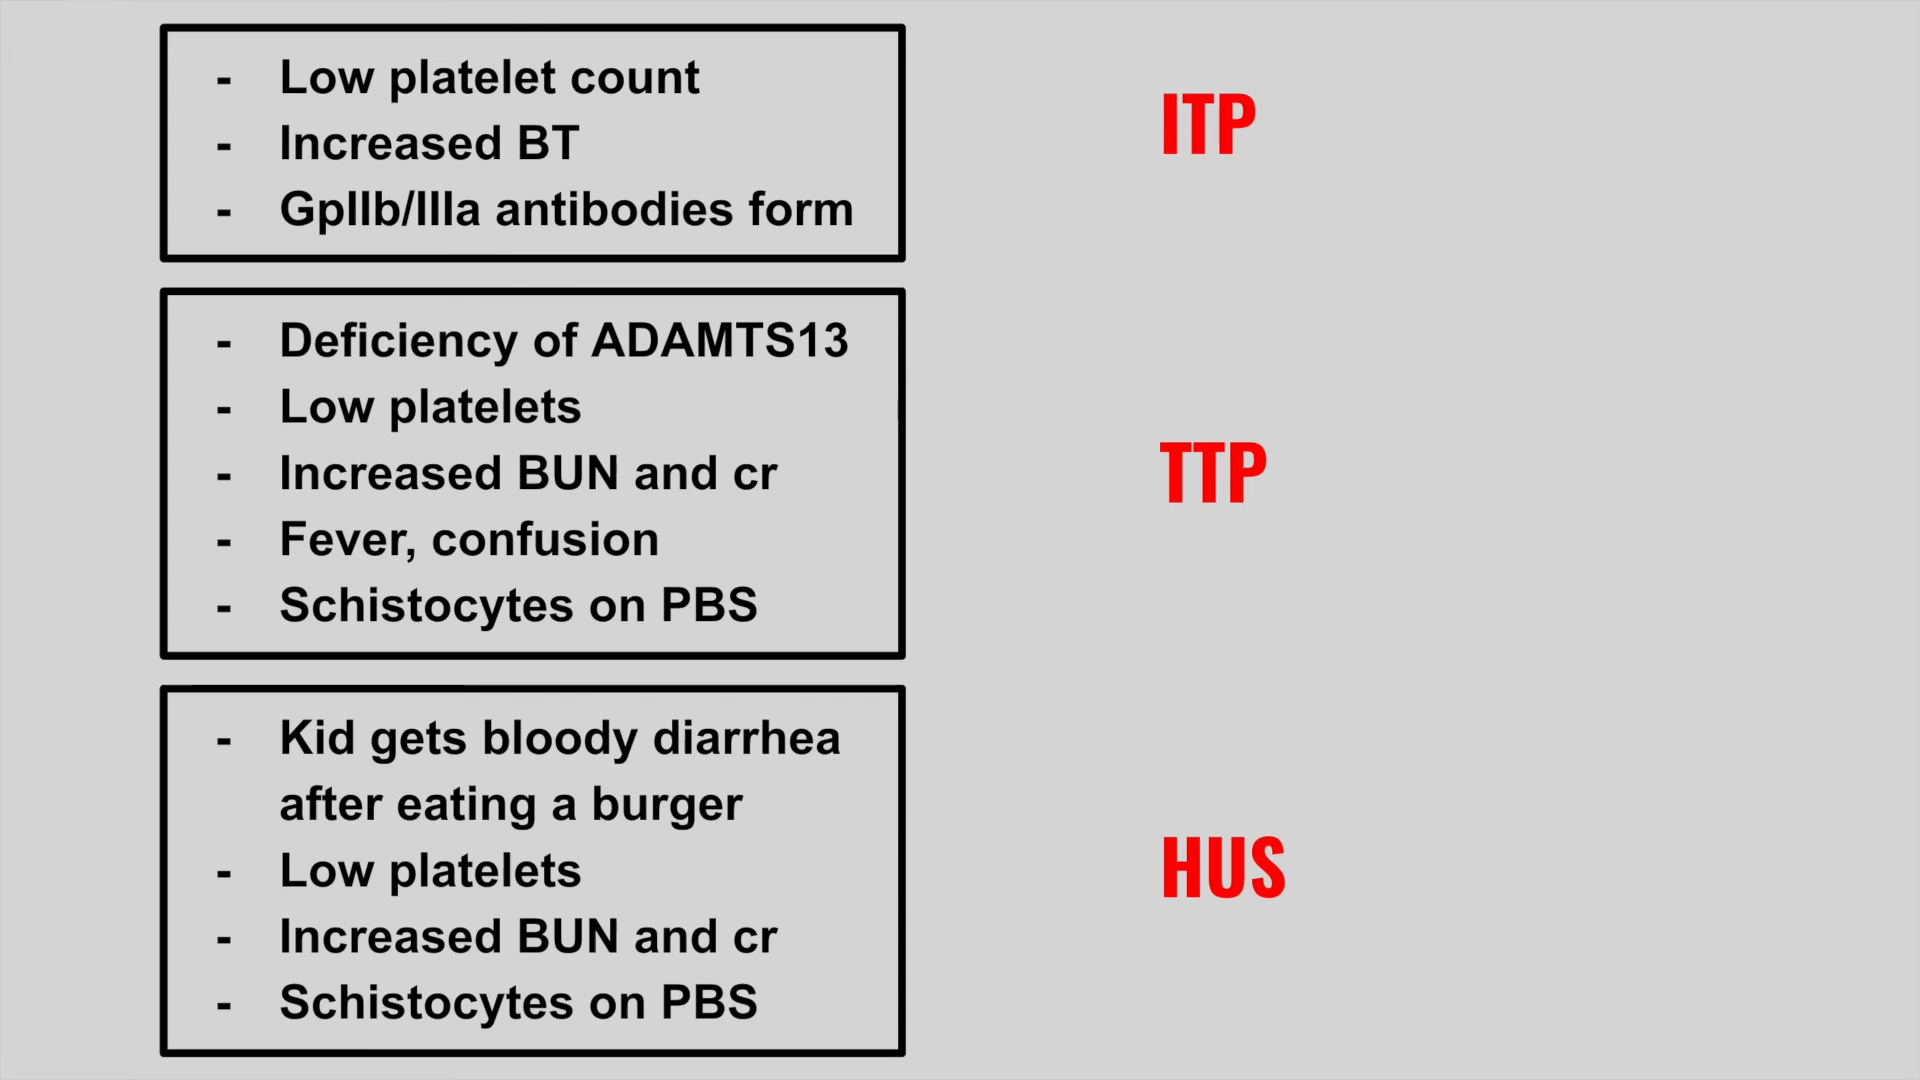 - Low platelet count
- Increased BT
- GpIIb/IIIa antibodies form
ITP
- Deficiency of ADAMTS13
- Low platelets
- Increased BUN and cr
- Fever, confusion
- Schistocytes on PBS
TTP
- Kid gets bloody diarrhea
after eating a burger
- Low platelets
- Increased BUN and cr
- Schistocytes on PBS
HUS